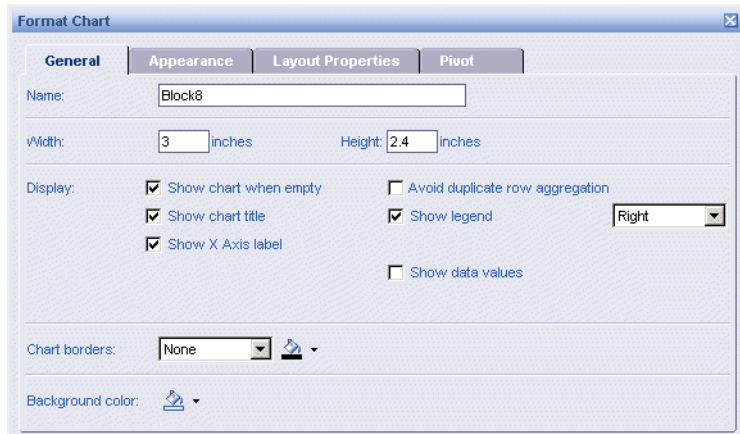 Format Chart
General Appearance Layout Properties Pivot
Name: Block8
Width: 3 inches Height: 2.4 inches
Display: Show chart when empty Avoid duplicate row aggregation
Show chart title Show legend Right
Show X Axis label
Show data values
Chart borders: None
Background color: